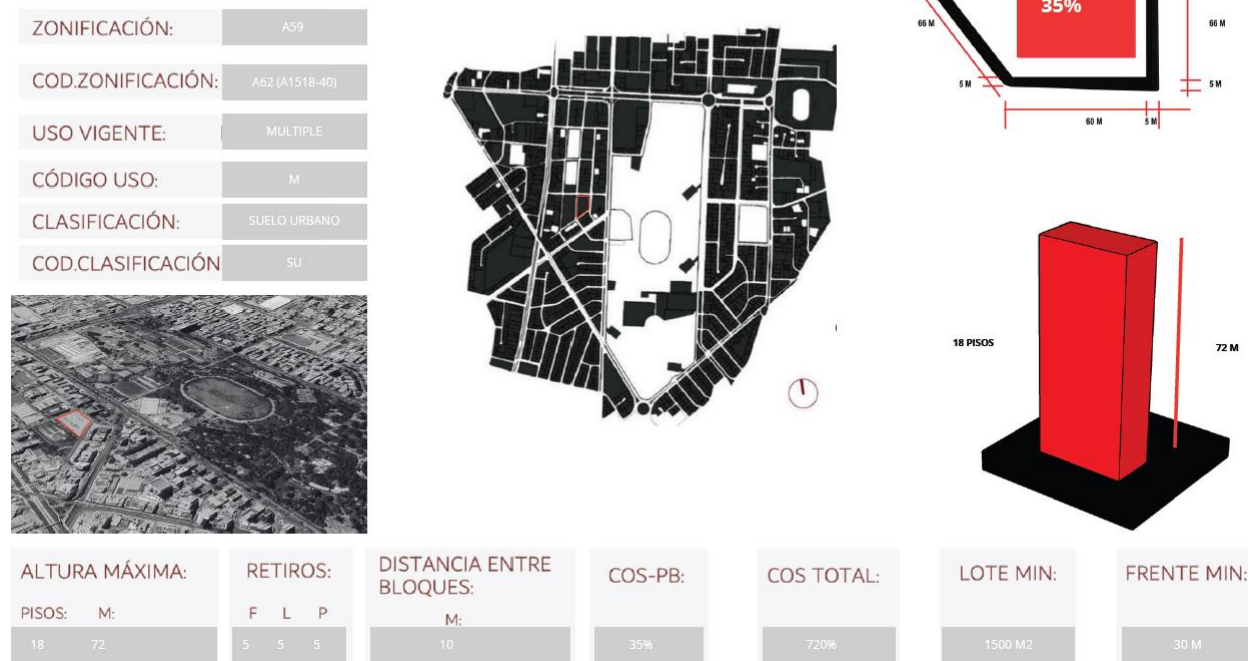 ZONIFICACIÓN: A59
COD.ZONIFICACIÓN: A62 (A1518-40)
USO VIGENTE: MULTIPLE
CÓDIGO USO: M
CLASIFICACIÓN: SUELO URBANO
COD.CLASIFICACIÓN SU
35%
66 M
66 M
5 M
5 M
60 M
5 M
18 PISOS
72 M
ALTURA MÁXIMA:
PISOS: M:
18 72
RETIROS:
F L P
5 5 5
DISTANCIA ENTRE
BLOQUES:
M:
10
COS-PB:
35%
COS TOTAL:
720%
LOTE MIN:
1500 M2
FRENTE MIN:
30 M